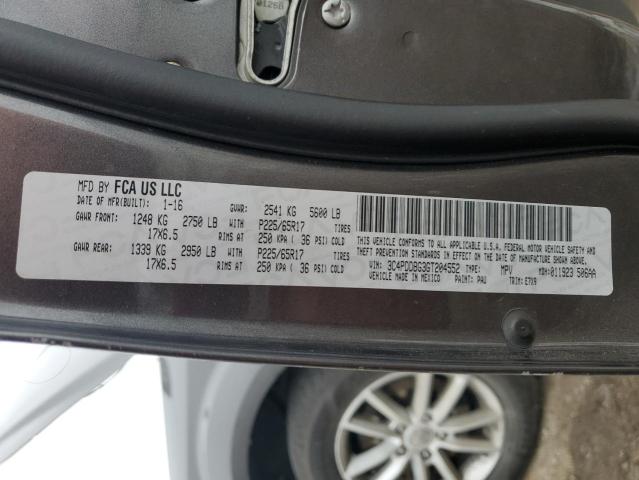 126B
MFD BY FCA US LLC
DATE OF MFR(BUILT): 1-16 GVWR: 2541 KG 5600 LB
GAWR FRONT: 1248 KG 2750 LB WITH P225/65R17 TIRES
17X6.5 RIMS AT 250 KPA ( 36 PSI) COLD
GAWR REAR: 1339 KG 2950 LB WITH P225/65R17 TIRES
17X6.5 RIMS AT 250 KPA ( 36 PSI) COLD
THIS VEHICLE CONFORMS TO ALL APPLICABLE U.S.A. FEDERAL MOTOR VEHICLE SAFETY AND
THEFT PREVENTION STANDARDS IN EFFECT ON THE DATE OF MANUFACTURE SHOWN ABOVE.
VIN: 3C4PDDBG3GT204552 TYPE: MPV MDH:011923 506AA
VEHICLE MADE IN MEXICO PAINT: PAU TRIM: E7X9